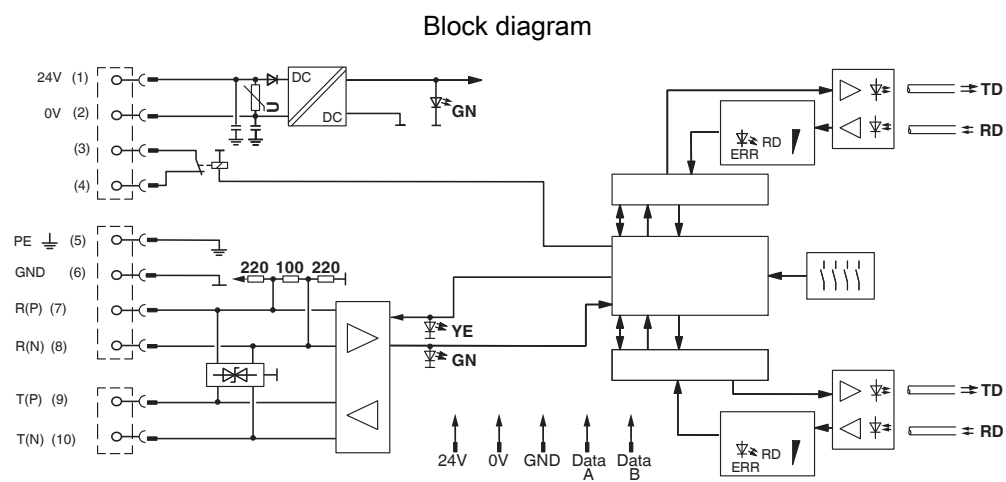 Block diagram
24V (1)
0V (2)
(3)
(4)
DC
DC
U
GN
ERR
RD
TD
RD
PE (5)
GND (6)
R(P) (7)
R(N) (8)
T(P) (9)
T(N) (10)
220 100 220
YE
GN
24V 0V GND Data A Data B
ERR
RD
TD
RD